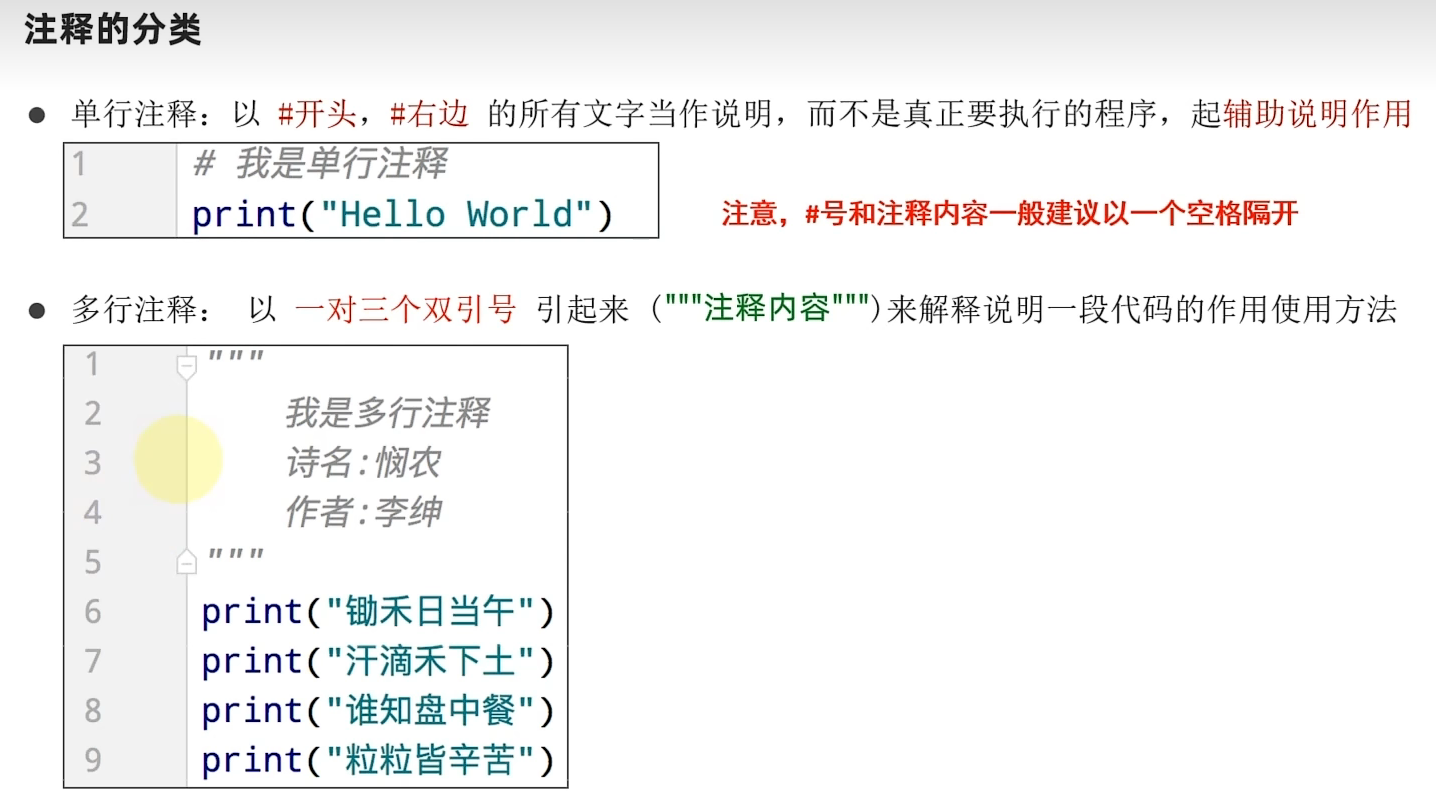 注释的分类
● 单行注释：以 #开头，#右边 的所有文字当作说明，而不是真正要执行的程序，起辅助说明作用
1 # 我是单行注释
2 print("Hello World")
注意，#号和注释内容一般建议以一个空格隔开
● 多行注释： 以 一对三个双引号 引起来 ("""注释内容""")来解释说明一段代码的作用使用方法
1 """
2 我是多行注释
3 诗名:悯农
4 作者:李绅
5 """
6 print("锄禾日当午")
7 print("汗滴禾下土")
8 print("谁知盘中餐")
9 print("粒粒皆辛苦")